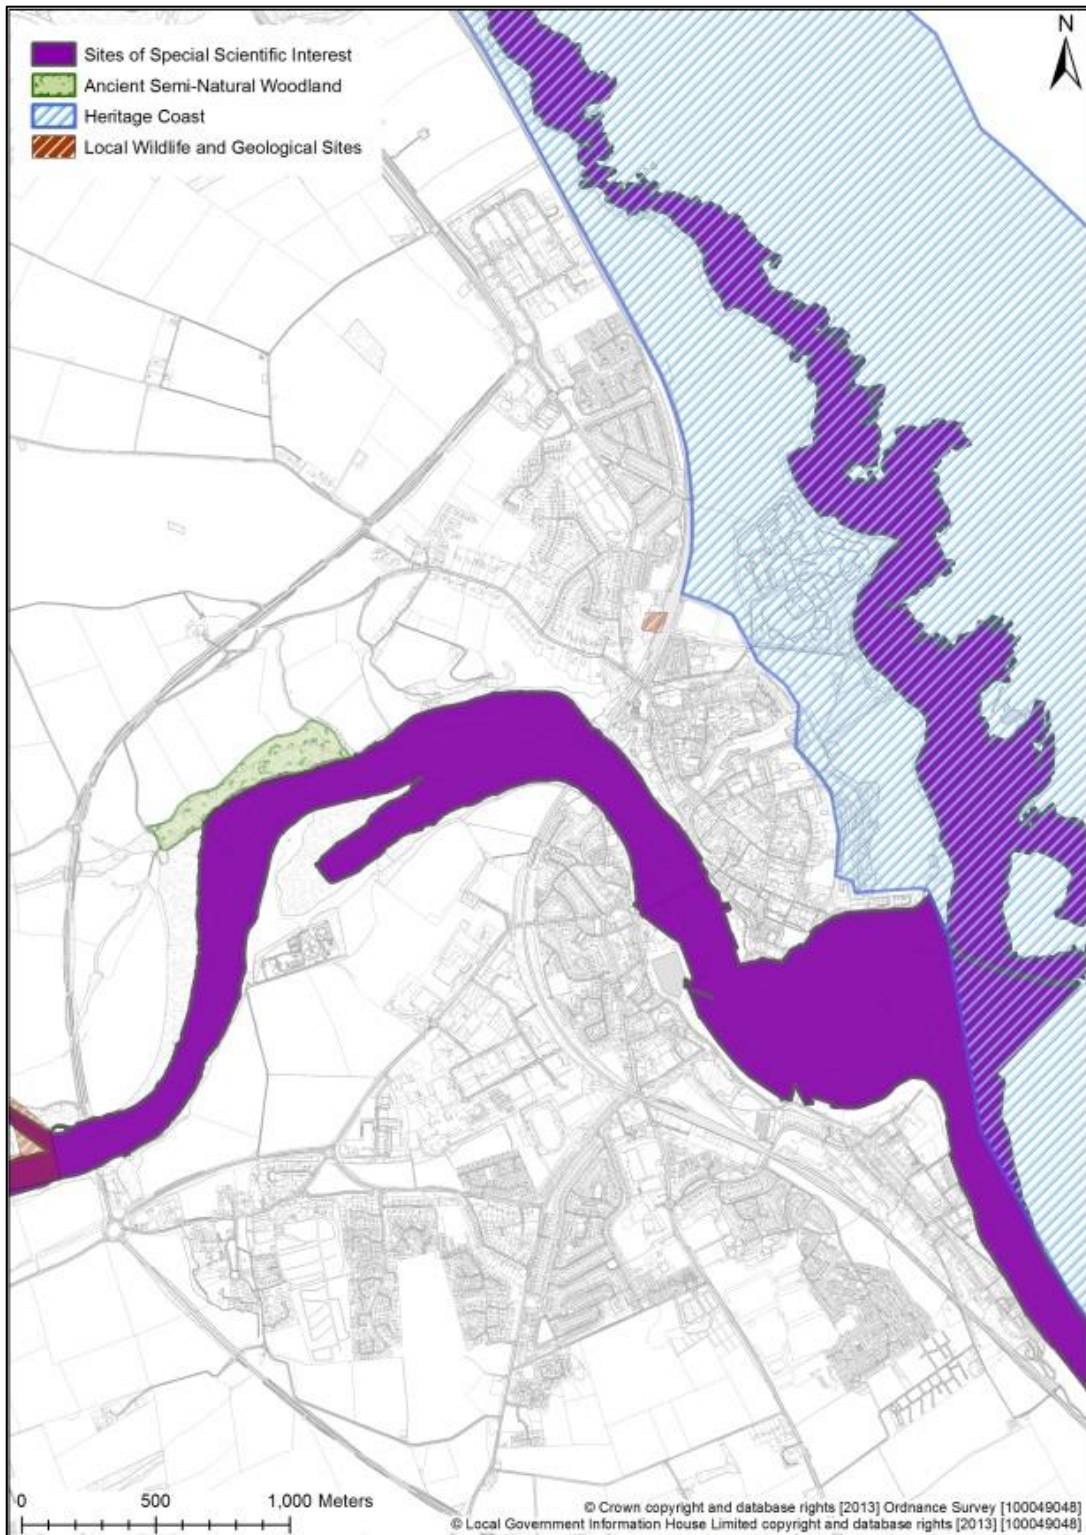 N
Sites of Special Scientific Interest
Ancient Semi-Natural Woodland
Heritage Coast
Local Wildlife and Geological Sites
0 500 1,000 Meters
© Crown copyright and database rights [2013] Ordnance Survey [100049048]
© Local Government Information House Limited copyright and database rights [2013] [100049048]